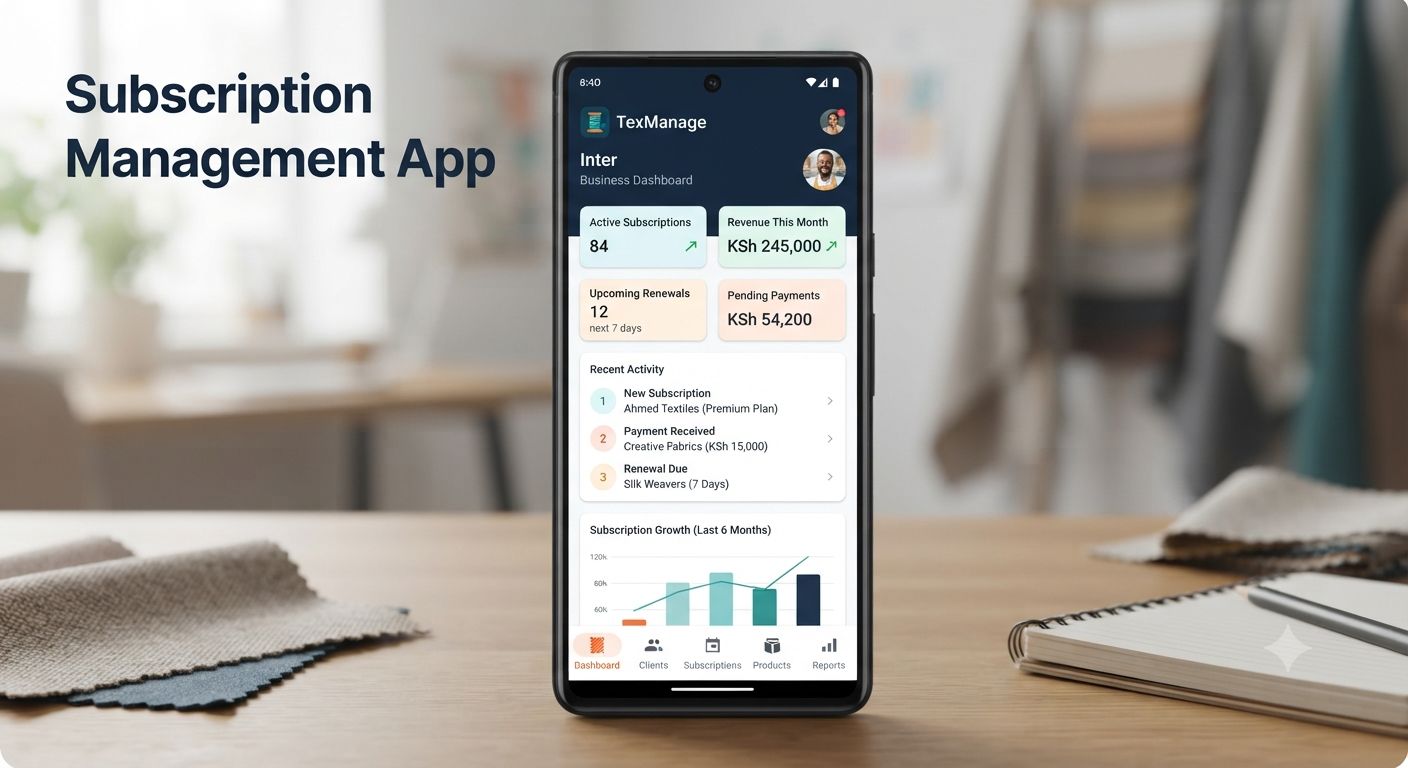 Subscription
Management App
8:40
TexManage
Inter
Business Dashboard
Active Subscriptions
84
Revenue This Month
KSh 245,000
Upcoming Renewals
12
next 7 days
Pending Payments
KSh 54,200
Recent Activity
1
New Subscription
Ahmed Textiles (Premium Plan)
2
Payment Received
Creative Pabrics (KSh 15,000)
3
Renewal Due
Sllk Weavers (7 Days)
Subscription Growth (Last 6 Months)
120k
80k
60k
Dashboard
Clients
Subscriptiens
Products
Reports